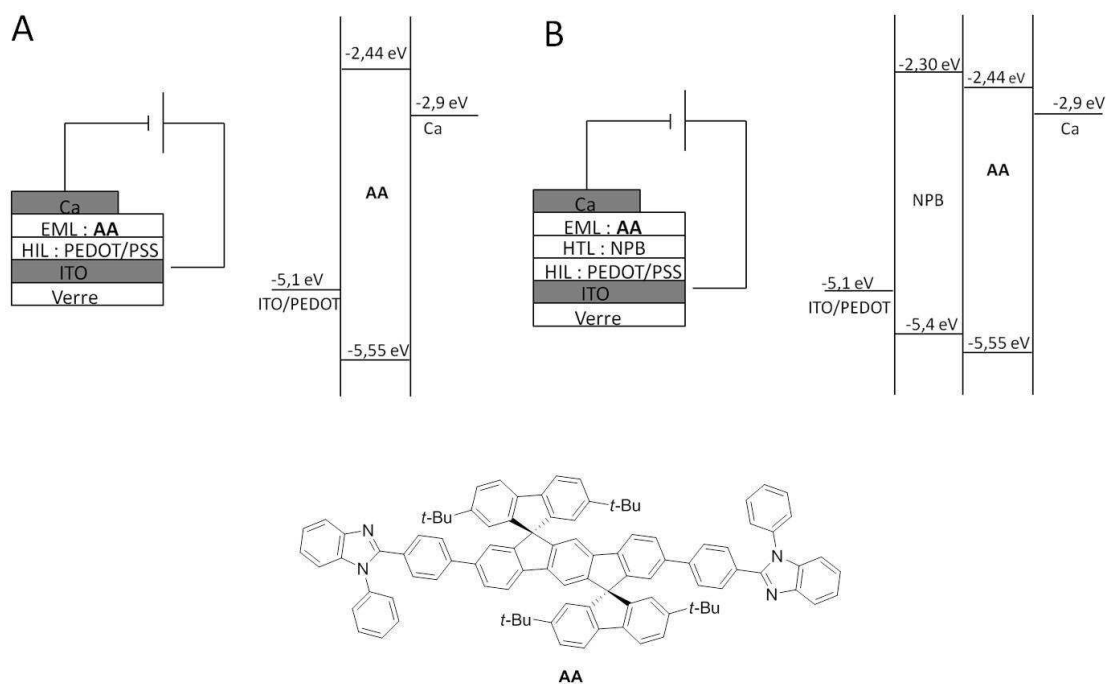 A
-2,44 eV
-2,9 eV
Ca
AA
-5,1 eV
ITO/PEDOT
-5,55 eV
Ca
EML : AA
HIL : PEDOT/PSS
ITO
Verre
B
-2,30 eV
-2,44 eV
-2,9 eV
Ca
AA
NPB
-5,1 eV
ITO/PEDOT
-5,4 eV
-5,55 eV
Ca
EML : AA
HTL : NPB
HIL : PEDOT/PSS
ITO
Verre
t-Bu
t-Bu
N
N
N
N
t-Bu
t-Bu
AA